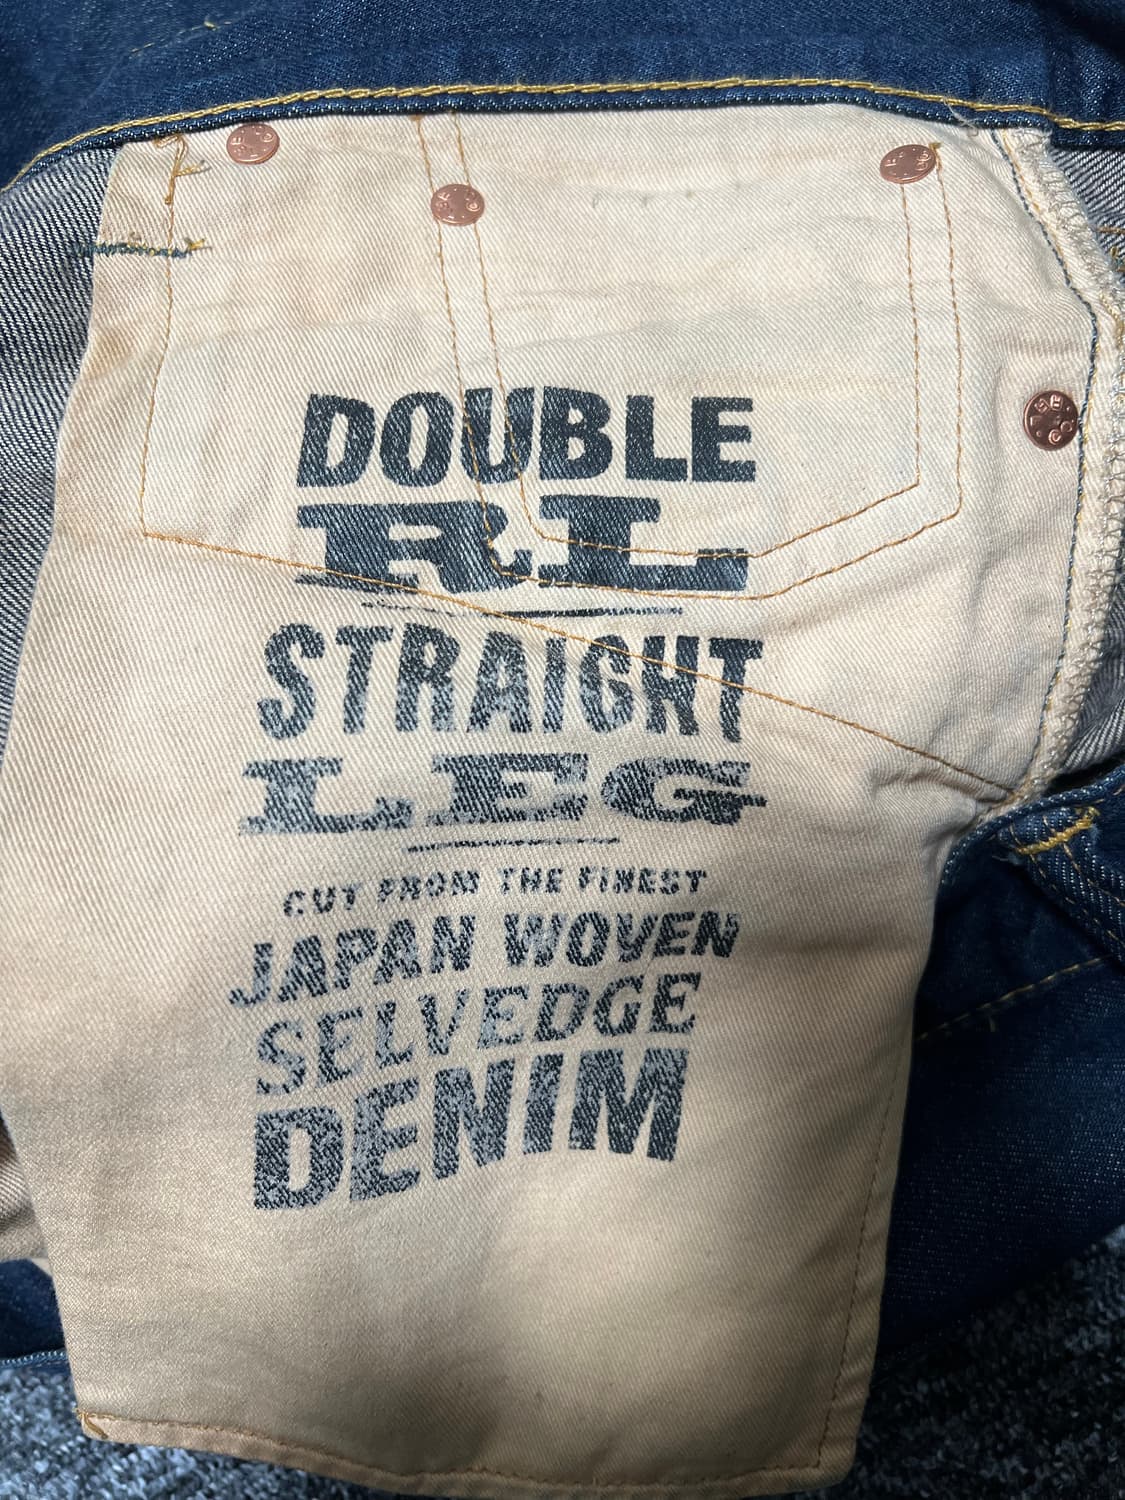 DOUBLE
RL
STRAIGHT
LEG
CUT FROM THE FINEST
JAPAN WOVEN
SELVEDGE
DENIM